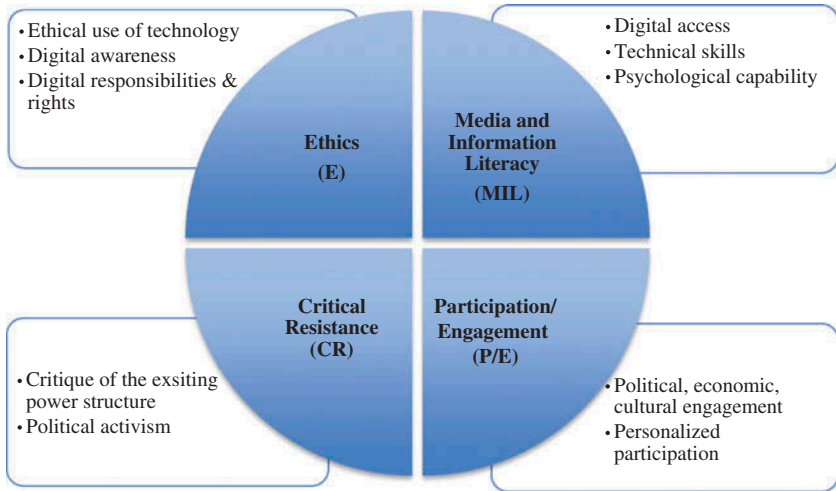 • Ethical use of technology
• Digital awareness
• Digital responsibilities &
rights
• Digital access
• Technical skills
• Psychological capability
Ethics
(E)
Media and
Information
Literacy
(MIL)
Critical
Resistance
(CR)
Participation/
Engagement
(P/E)
• Critique of the exsiting
power structure
• Political activism
• Political, economic,
cultural engagement
• Personalized
participation